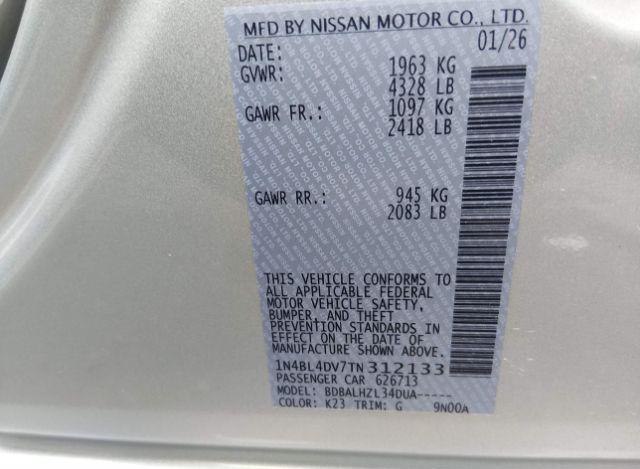 MFD BY NISSAN MOTOR CO., LTD.
DATE: 01/26
GVWR: 1963 KG
4328 LB
GAWR FR.: 1097 KG
2418 LB
GAWR RR.: 945 KG
2083 LB
THIS VEHICLE CONFORMS TO
ALL APPLICABLE FEDERAL
MOTOR VEHICLE SAFETY,
BUMPER, AND THEFT
PREVENTION STANDARDS IN
EFFECT ON THE DATE OF
MANUFACTURE SHOWN ABOVE.
1N4BL4DV7TN312133
PASSENGER CAR 626713
MODEL: BDBALHZL34DUA-----
COLOR: K23 TRIM: G 9N00A